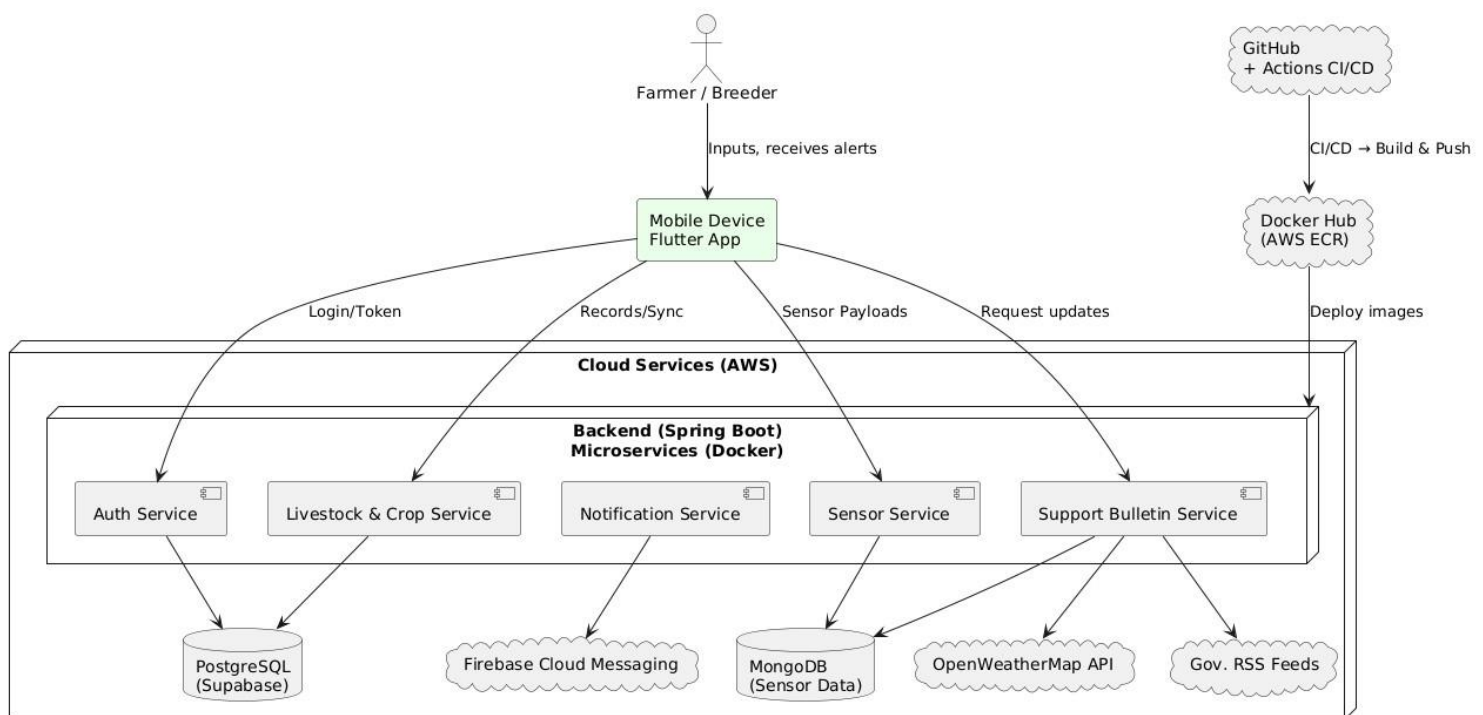 GitHub
+ Actions CI/CD
Farmer / Breeder
Inputs, receives alerts
CI/CD → Build & Push
Mobile Device
Flutter App
Docker Hub
(AWS ECR)
Login/Token
Records/Sync
Sensor Payloads
Request updates
Deploy images
Cloud Services (AWS)
Backend (Spring Boot)
Microservices (Docker)
Auth Service
Livestock & Crop Service
Notification Service
Sensor Service
Support Bulletin Service
PostgreSQL
(Supabase)
Firebase Cloud Messaging
MongoDB
(Sensor Data)
OpenWeatherMap API
Gov. RSS Feeds